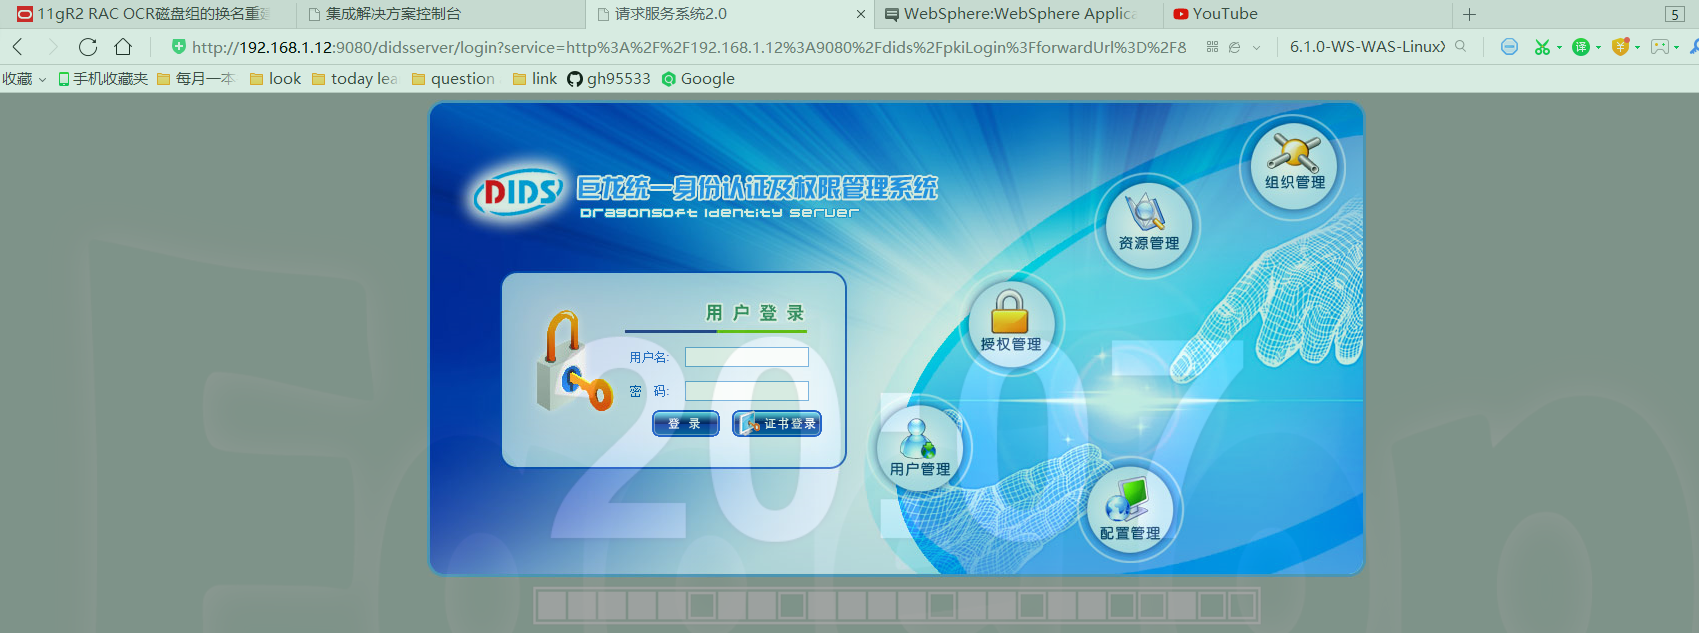 11gR2 RAC OCR磁盘组的换名重建
集成解决方案控制台
请求服务系统2.0
WebSphere:WebSphere Applica
YouTube
5
http://192.168.1.12:9080/didsserver/login?service=http%3A%2F%2F192.168.1.12%3A9080%2Fdids%2FpkiLogin%3FforwardUrl%3D%2F8
6.1.0-WS-WAS-LinuxX
译
收藏
手机收藏夹
每月一本
look
today lea
question
link
gh95533
Google
DIDS
巨龙统一身份认证及权限管理系统
Dragonsoft Identity Server
组织管理
资源管理
授权管理
用户管理
配置管理
用户登录
用户名:
密 码:
登 录
证书登录